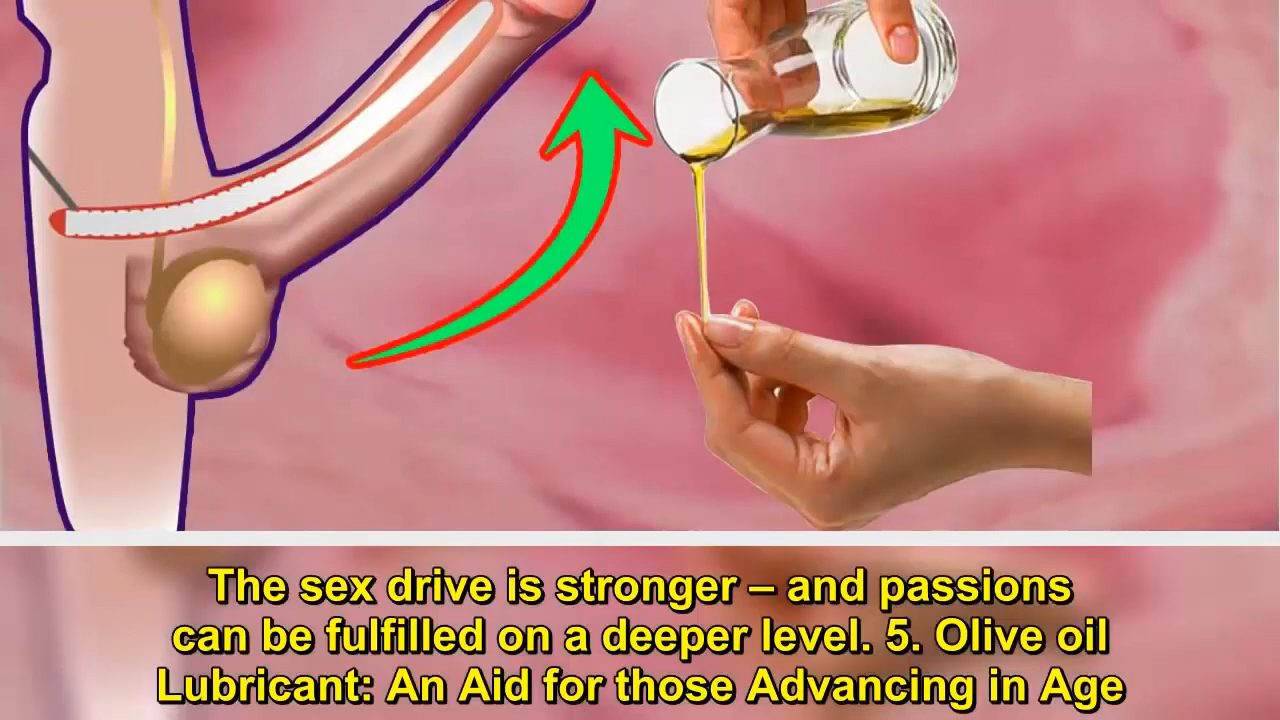 The sex drive is stronger – and passions
can be fulfilled on a deeper level. 5. Olive oil
Lubricant: An Aid for those Advancing in Age